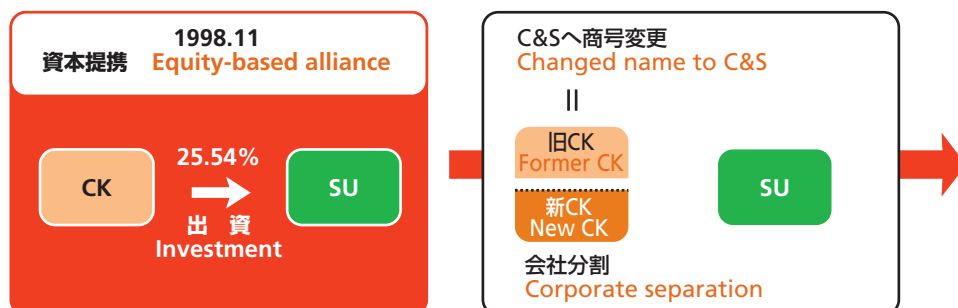 1998.11
資本提携 Equity-based alliance
CK
25.54%
出 資
Investment
SU
C&Sへ商号変更
Changed name to C&S
=
旧CK
Former CK
新CK
New CK
SU
会社分割
Corporate separation